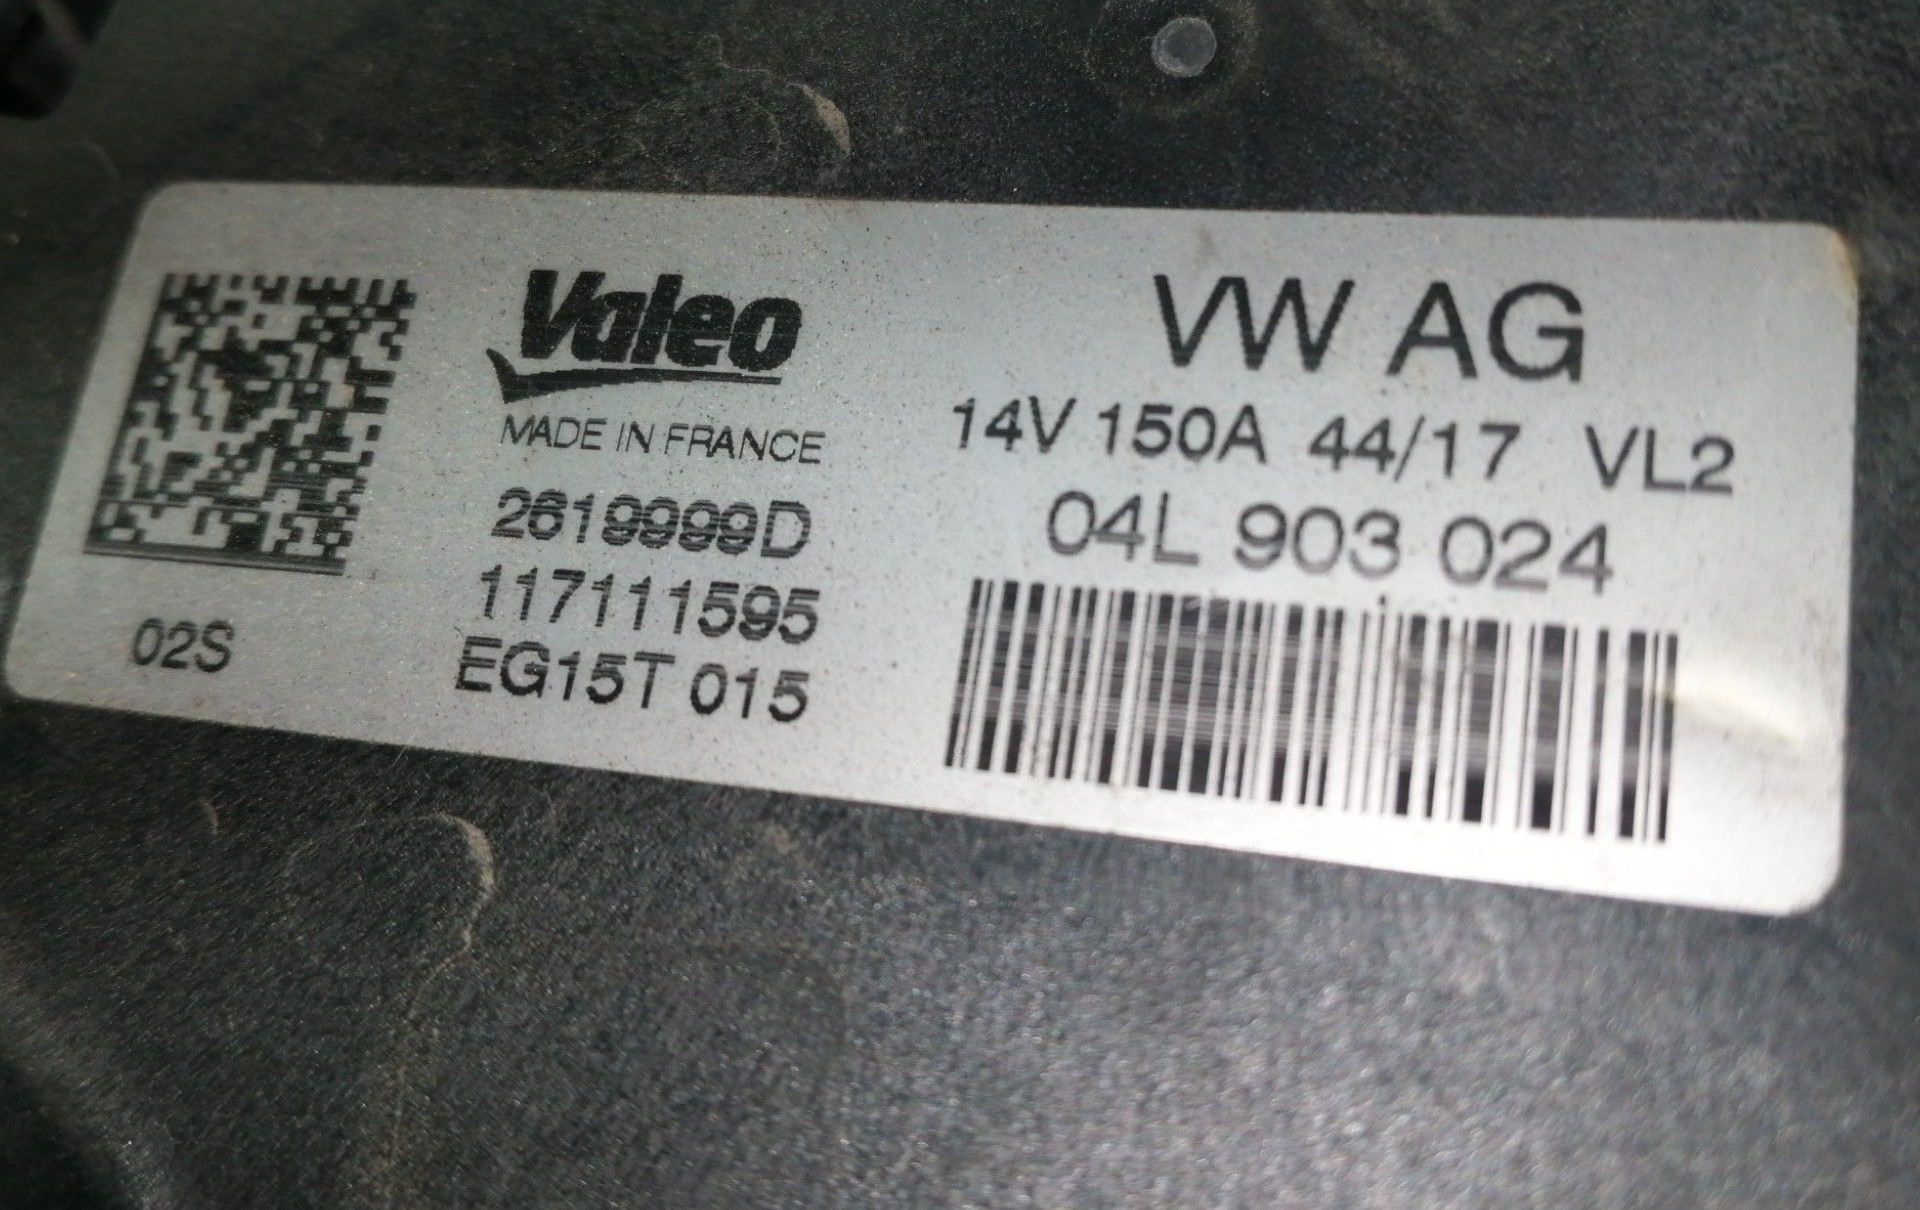 Valeo
MADE IN FRANCE
2619999D
117111595
EG15T 015
02S
VW AG
14V 150A 44/17 VL2
04L 903 024